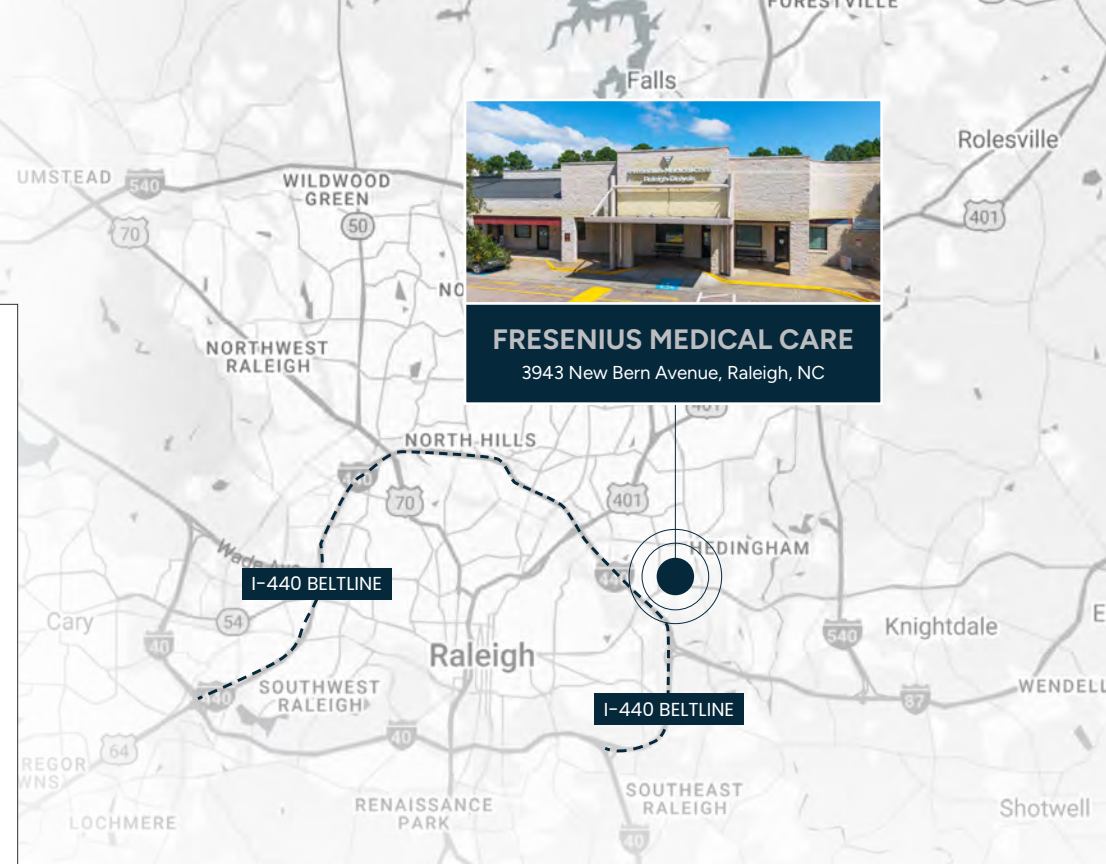 FORESTVILLE
Falls
Rolesville
UMSTEAD
540
WILDWOOD
GREEN
401
70
50
NO
NORTHWEST
RALEIGH
FRESENIUS MEDICAL CARE
3943 New Bern Avenue, Raleigh, NC
401
NORTH HILLS
70
401
HEDINGHAM
Wade Ave
I-440 BELTLINE
Cary
54
40
Raleigh
540
Knightdale
E
SOUTHWEST
RALEIGH
WENDELL
87
I-440 BELTLINE
40
64
REGOR
WNS
SOUTHEAST
RALEIGH
RENAISSANCE
PARK
Shotwell
LOCHMERE
40